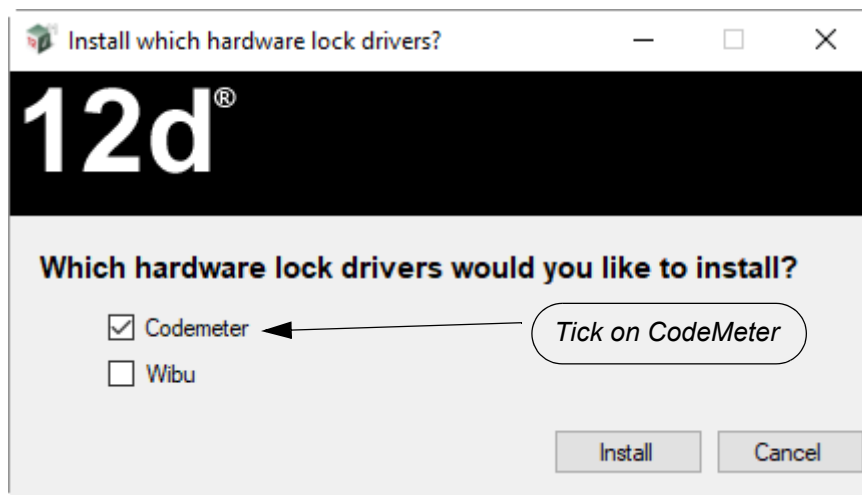 Install which hardware lock drivers?
12d®
Which hardware lock drivers would you like to install?
Codemeter
Tick on CodeMeter
Wibu
Install
Cancel